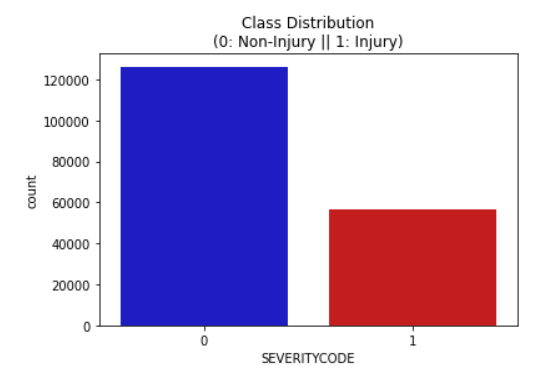 Class Distribution
(0: Non-Injury || 1: Injury)
120000
100000
80000
60000
40000
20000
0
count
0 1
SEVERITYCODE